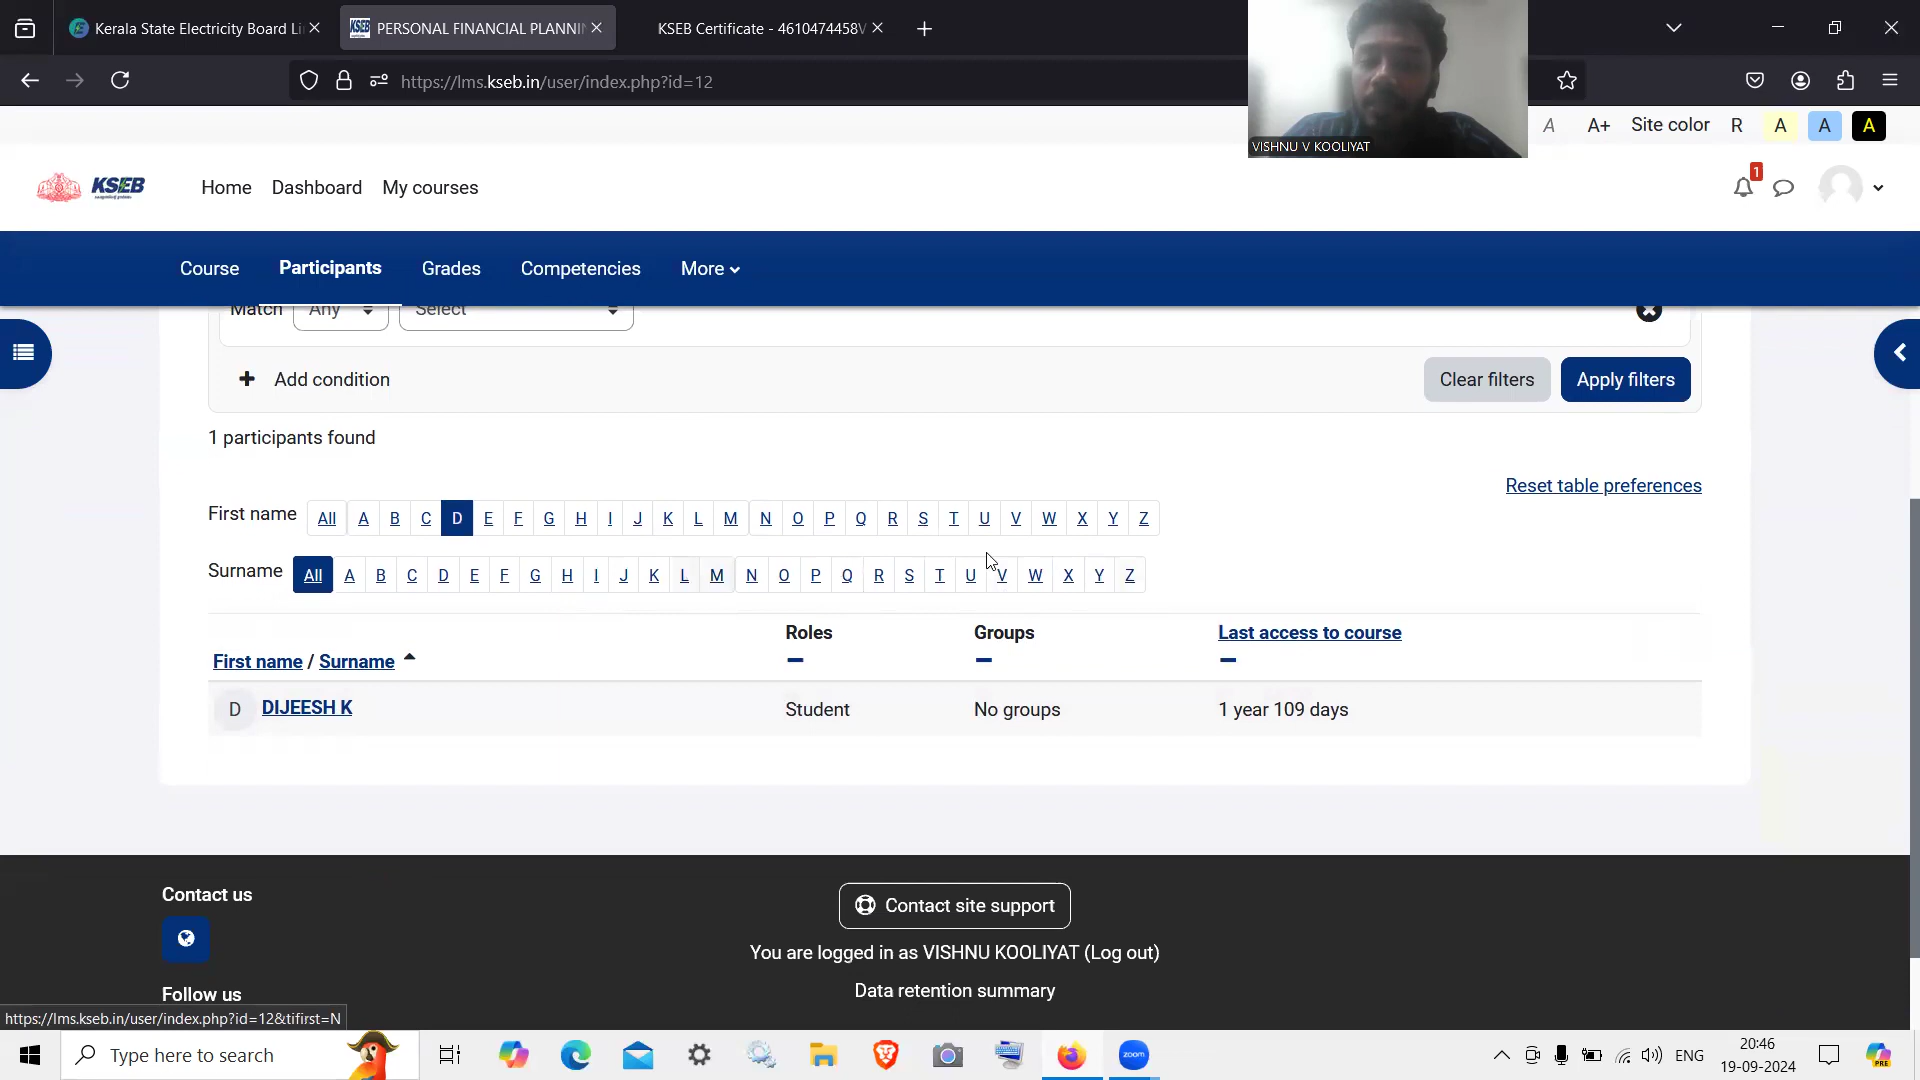 Kerala State Electricity Board Li
PERSONAL FINANCIAL PLANNIN
KSEB Certificate - 4610474458V
https://lms.kseb.in/user/index.php?id=12
VISHNU V KOOLIYAT
A A+ Site color R A A A
KSEB
Home Dashboard My courses
1
Course Participants Grades Competencies More
Match Any Select
Add condition
Clear filters Apply filters
1 participants found
Reset table preferences
First name All A B C D E F G H I J K L M N O P Q R S T U V W X Y Z
Surname All A B C D E F G H I J K L M N O P Q R S T U V W X Y Z
First name / Surname Roles Groups Last access to course
D DIJEESH K Student No groups 1 year 109 days
Contact us
Contact site support
You are logged in as VISHNU KOOLIYAT (Log out)
Data retention summary
Follow us
https://lms.kseb.in/user/index.php?id=12&tifirst=N
Type here to search
zoom
ENG
20:46
19-09-2024
PRE